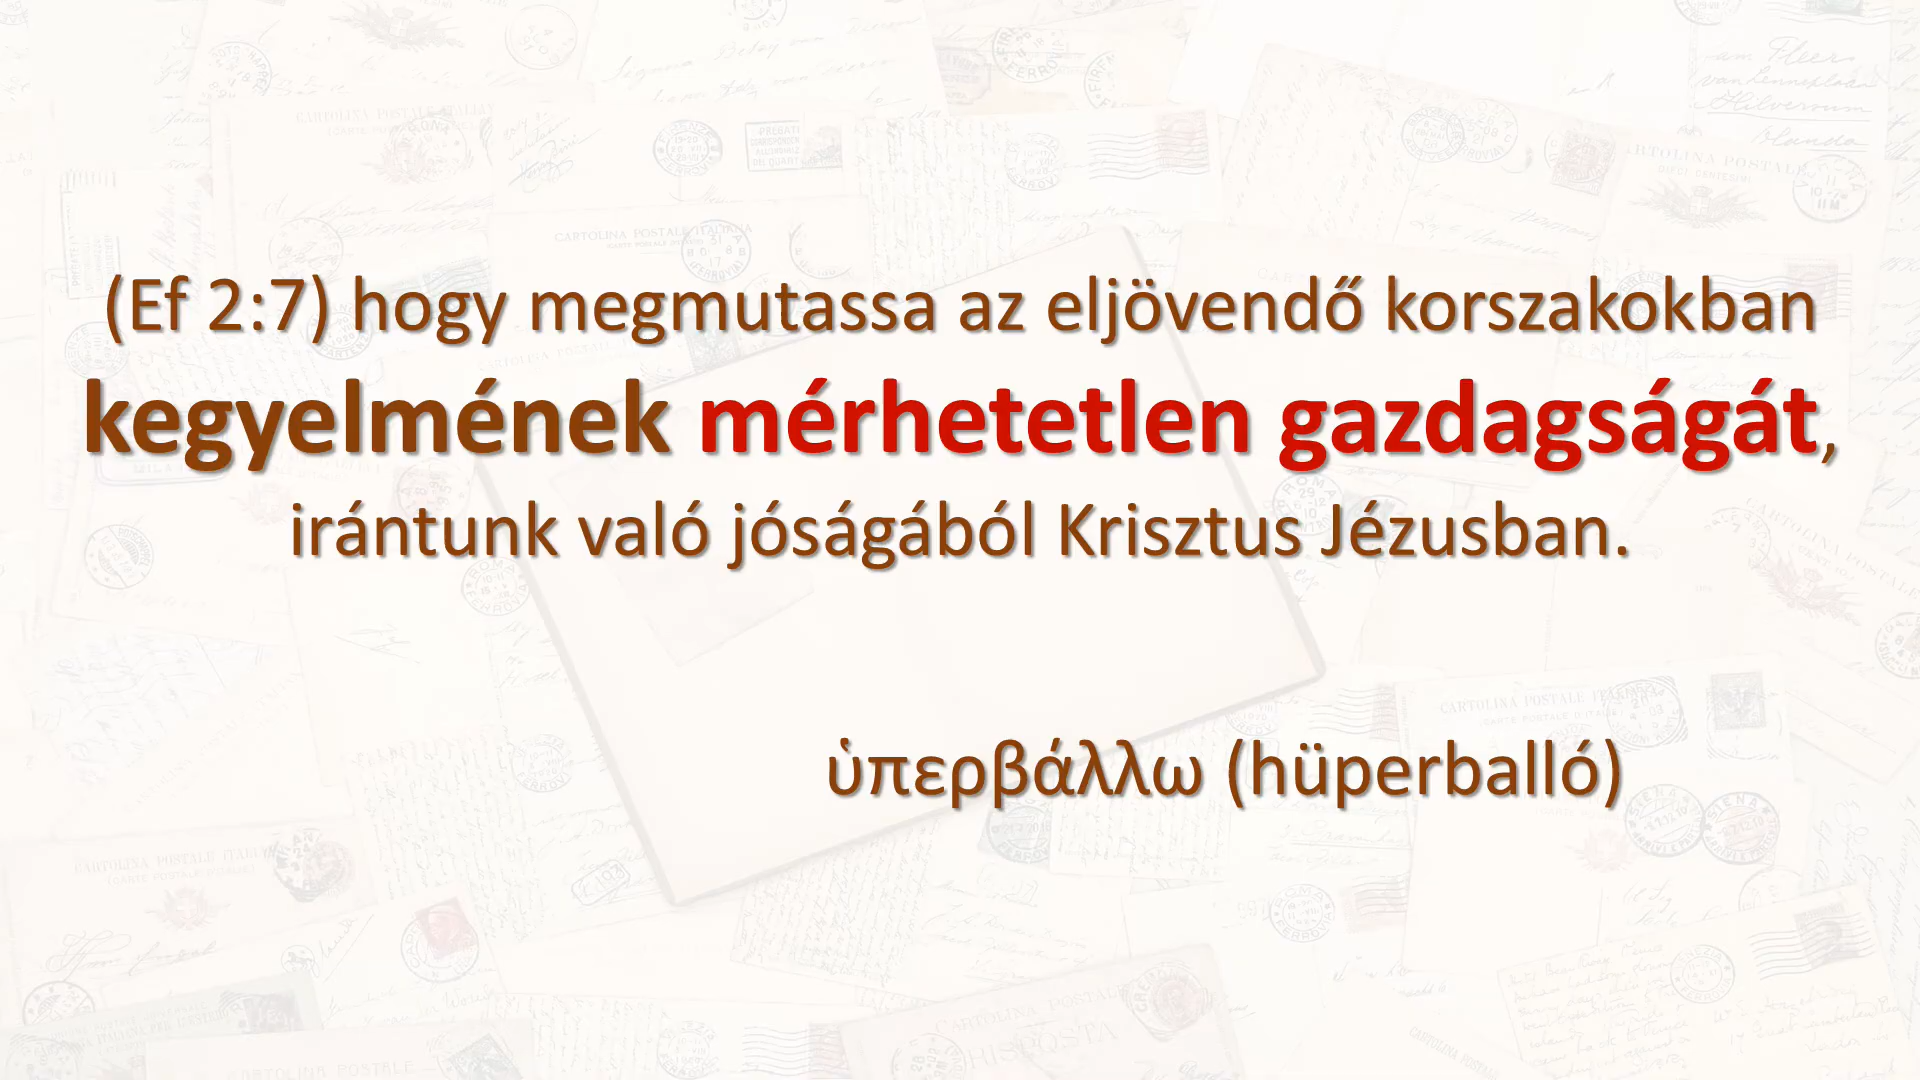 (Ef 2:7) hogy megmutassa az eljövendő korszakokban
kegyelmének mérhetetlen gazdagságát,
irántunk való jóságából Krisztus Jézusban.
ὑπερβάλλω (hüperballó)